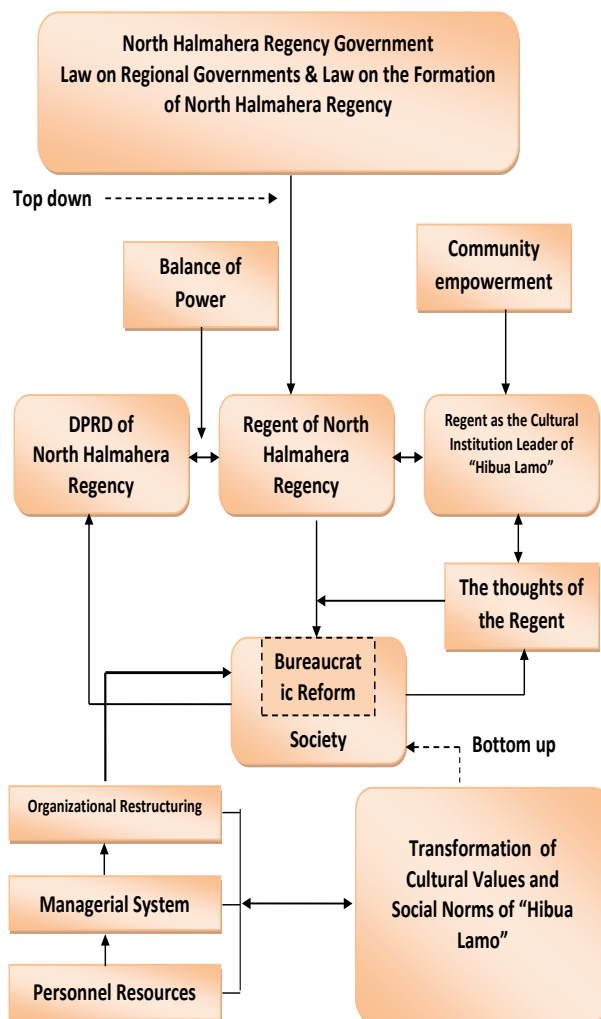 North Halmahera Regency Government
Law on Regional Governments & Law on the Formation
of North Halmahera Regency
Top down
Balance of
Power
Community
empowerment
DPRD of
North Halmahera
Regency
Regent of North
Halmahera
Regency
Regent as the Cultural
Institution Leader of
“Hibua Lamo”
The thoughts of
the Regent
Bureaucrat
ic Reform
Society
Bottom up
Organizational Restructuring
Managerial System
Personnel Resources
Transformation of
Cultural Values and
Social Norms of “Hibua
Lamo”